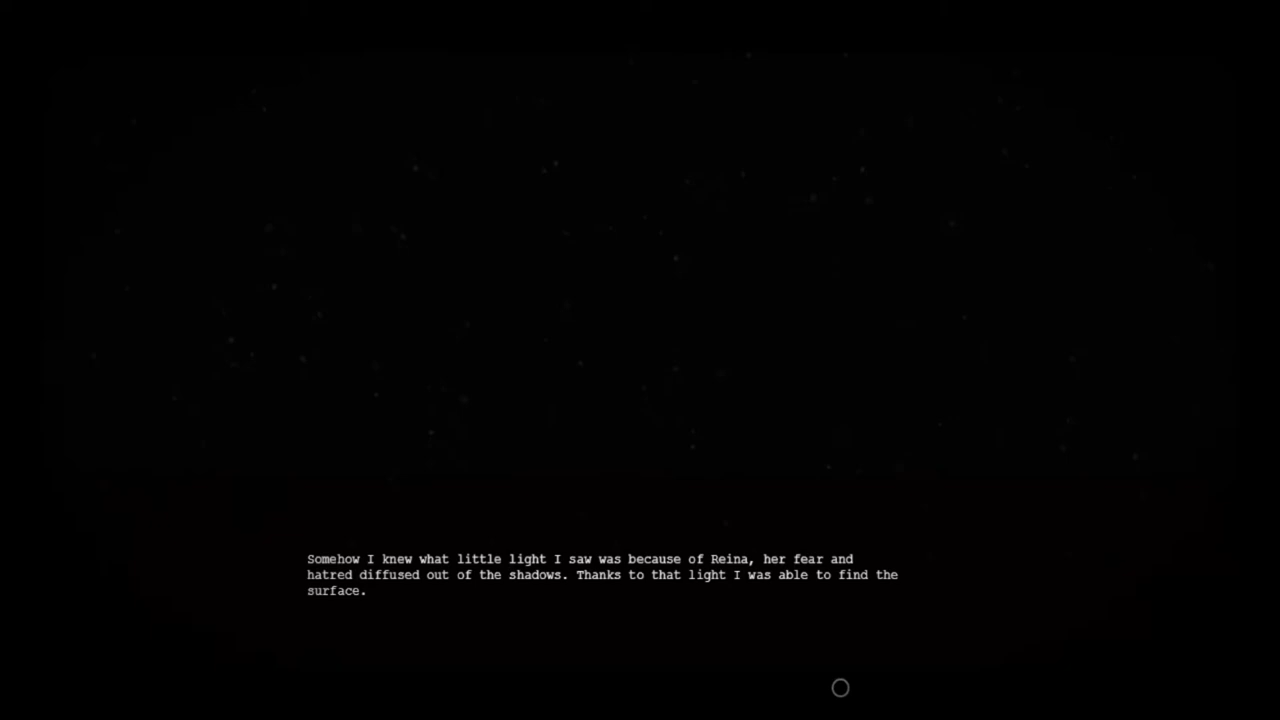 Somehow I knew what little light I saw was because of Reina, her fear and
hatred diffused out of the shadows. Thanks to that light I was able to find the
surface.